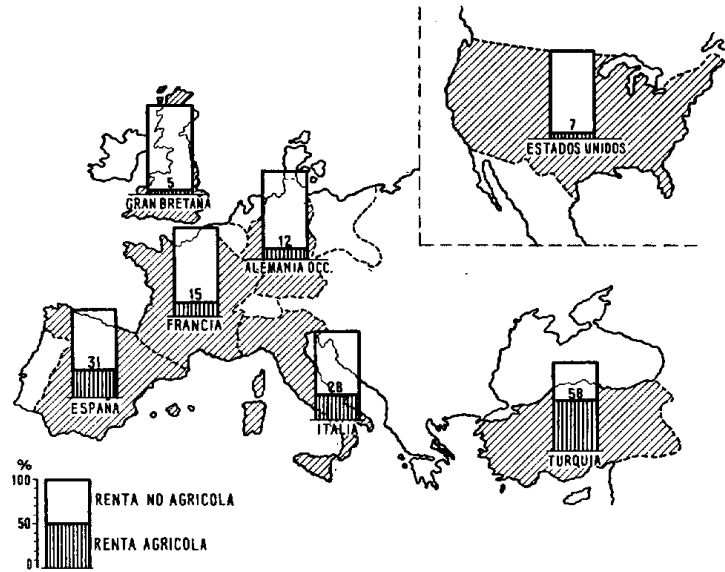 7
ESTADOS UNIDOS
5
GRAN BRETAÑA
12
ALEMANIA OCC.
15
FRANCIA
31
ESPAÑA
28
ITALIA
58
TURQUIA
%
100
50
0
RENTA NO AGRICOLA
RENTA AGRICOLA